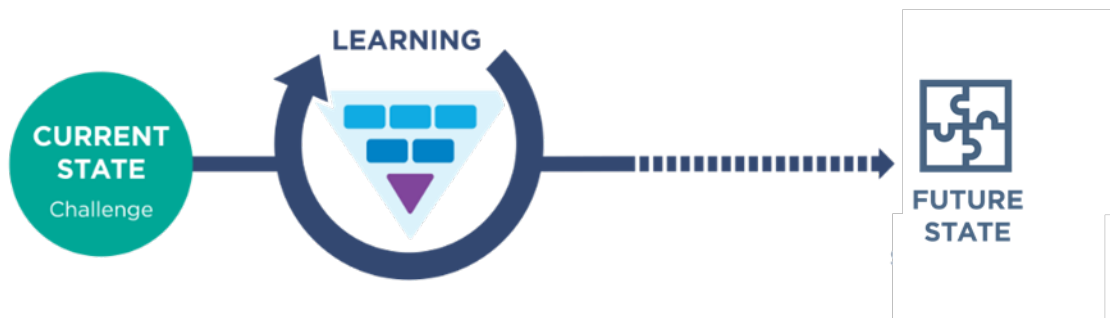 LEARNING
CURRENT
STATE
Challenge
FUTURE
STATE